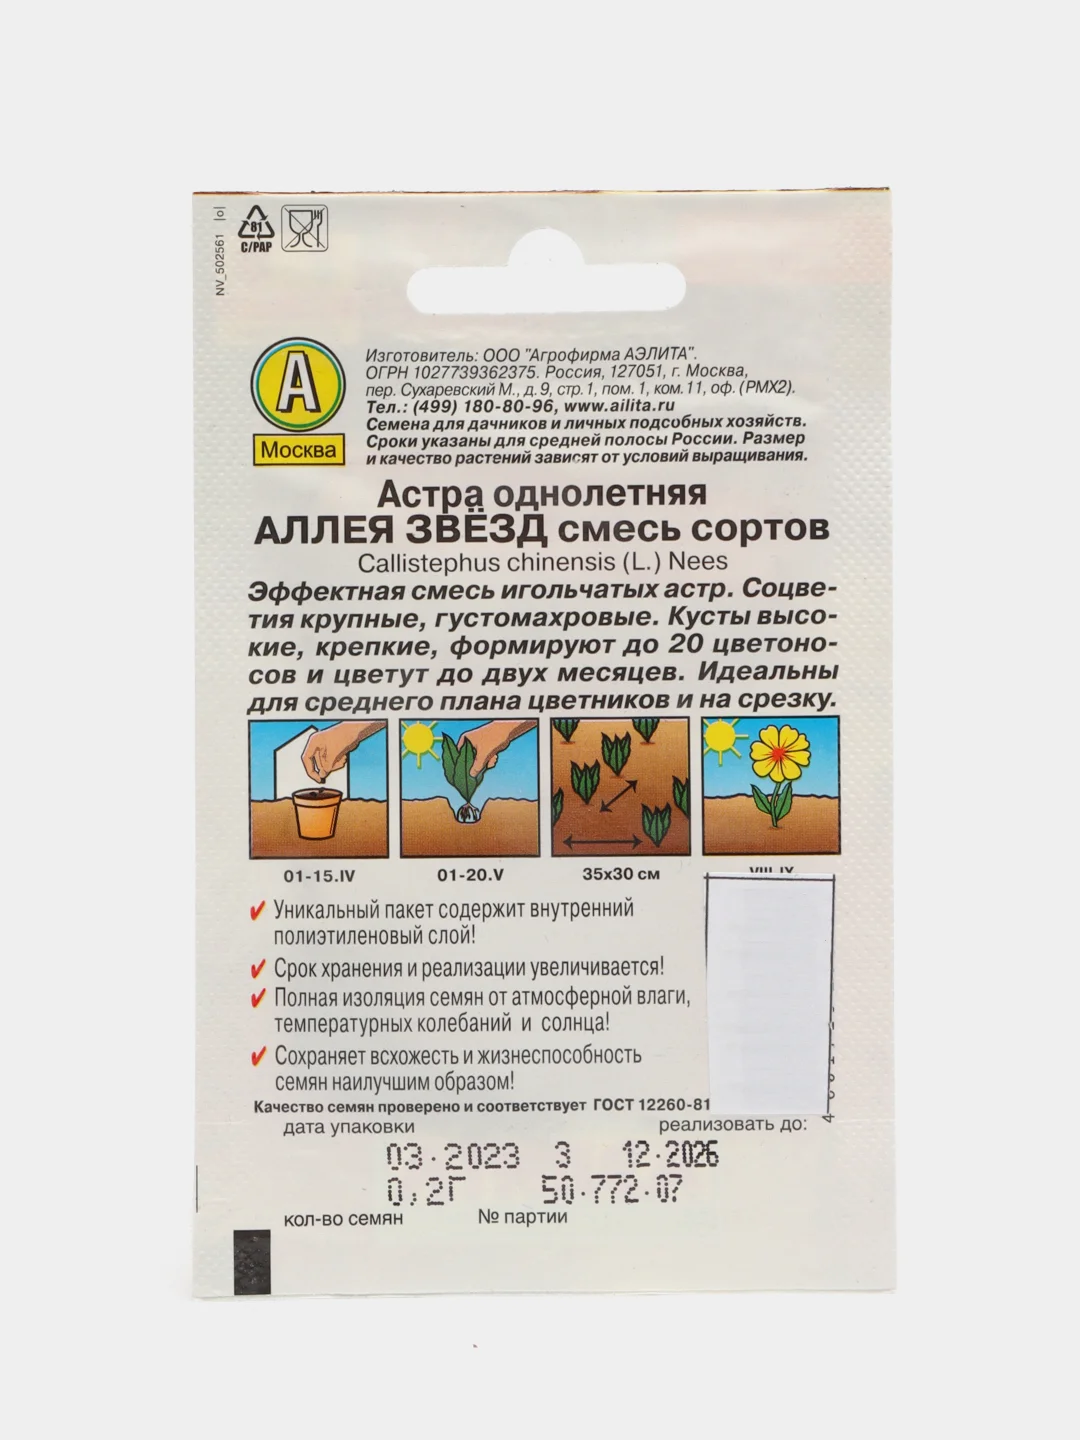 NV_502561 |o|
81
C/PAP
А
Москва
Изготовитель: ООО "Агрофирма АЭЛИТА".
ОГРН 1027739362375. Россия, 127051, г. Москва,
пер. Сухаревский М., д. 9, стр. 1, пом. 1, ком. 11, оф. (РМХ2).
Тел.: (499) 180-80-96, www.ailita.ru
Семена для дачников и личных подсобных хозяйств.
Сроки указаны для средней полосы России. Размер
и качество растений зависят от условий выращивания.
Астра однолетняя
АЛЛЕЯ ЗВЁЗД смесь сортов
Callistephus chinensis (L.) Nees
Эффектная смесь игольчатых астр. Соцве-
тия крупные, густомахровые. Кусты высо-
кие, крепкие, формируют до 20 цветоно-
сов и цветут до двух месяцев. Идеальны
для среднего плана цветников и на срезку.
01-15.IV 01-20.V 35х30 см VIII-IX
Уникальный пакет содержит внутренний
полиэтиленовый слой!
Срок хранения и реализации увеличивается!
Полная изоляция семян от атмосферной влаги,
температурных колебаний и солнца!
Сохраняет всхожесть и жизнеспособность
семян наилучшим образом!
Качество семян проверено и соответствует ГОСТ 12260-81
дата упаковки реализовать до:
03.2023 3 12.2026
0,2Г 50.772.07
кол-во семян № партии